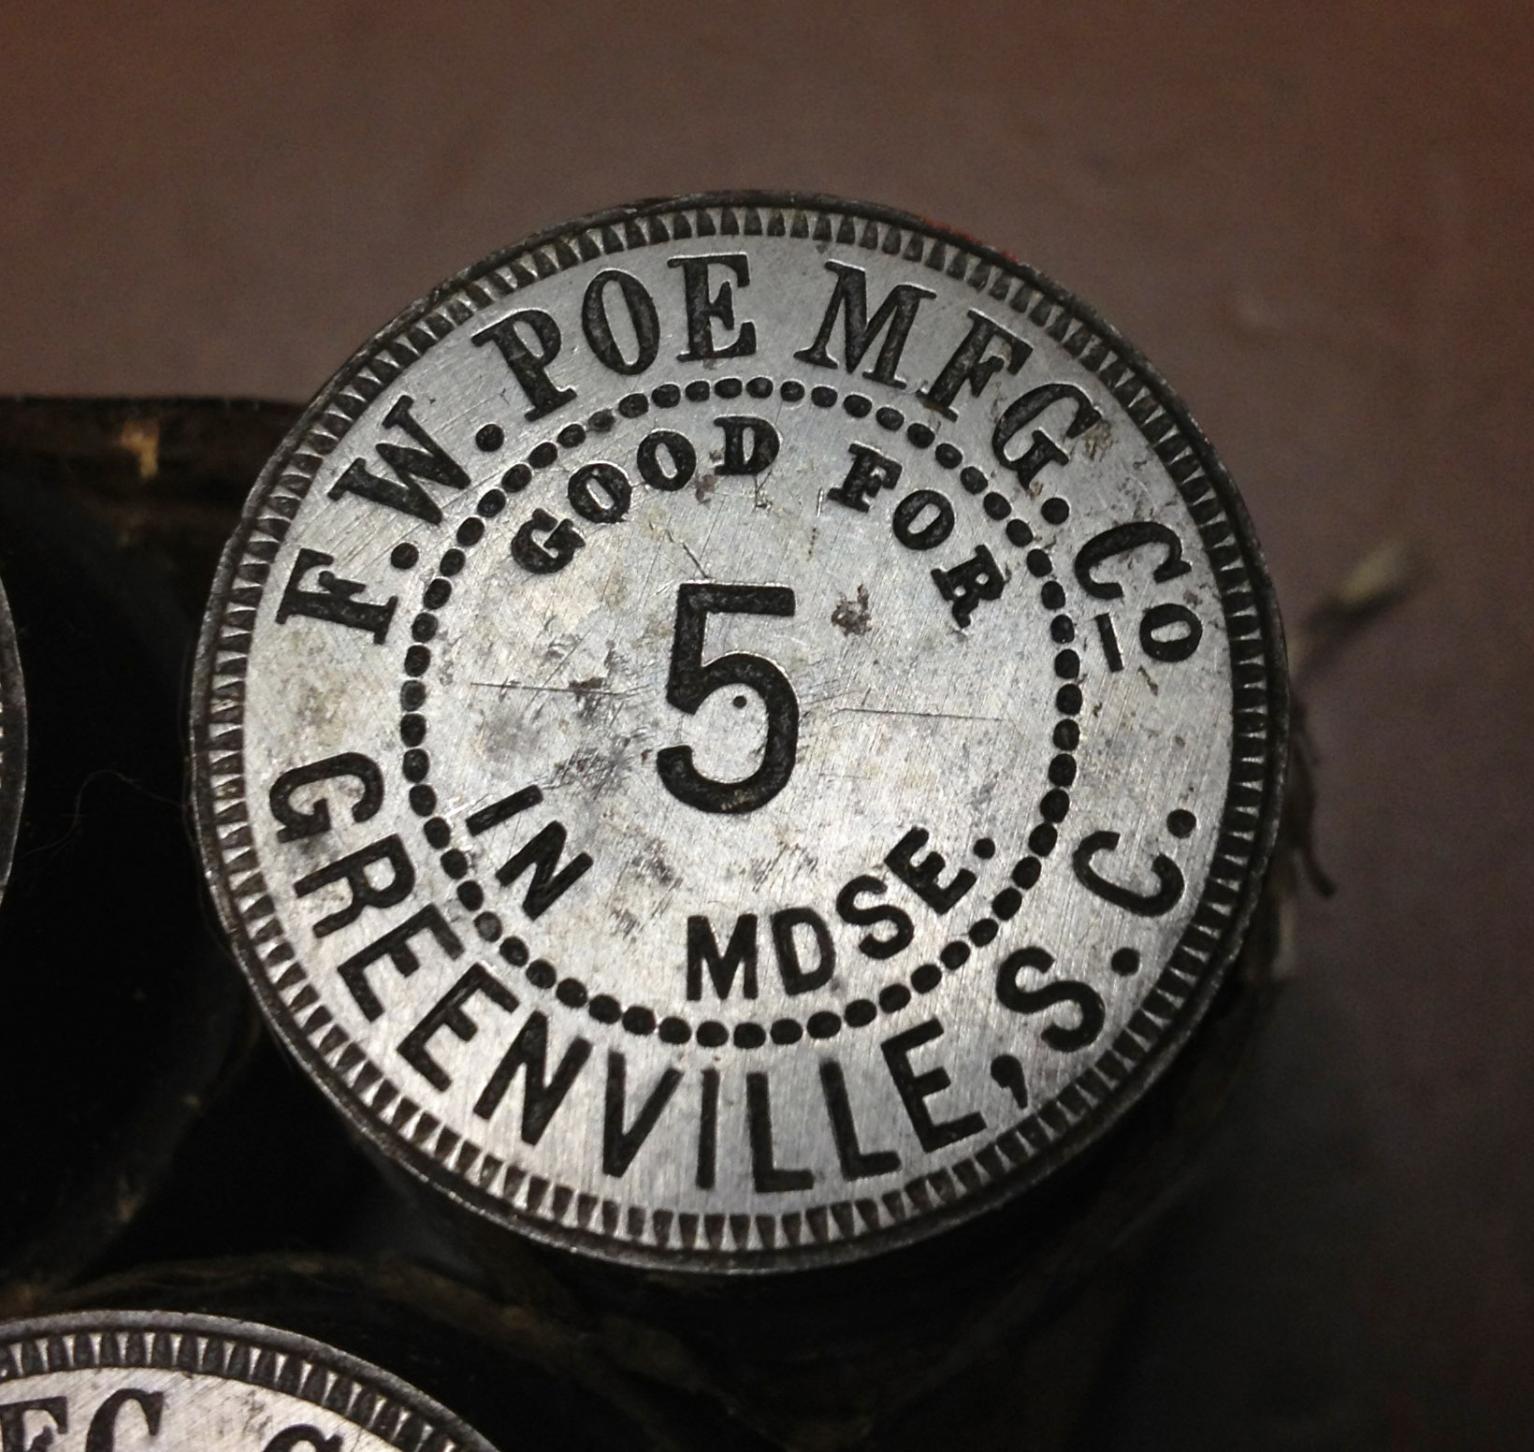 F.W.POE MFG. Co
GOOD FOR
5
IN MDSE.
GREENVILLE, S.C.